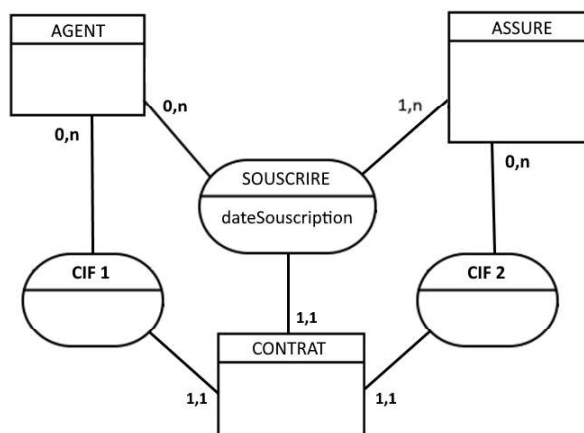 AGENT
ASSURE
0,n
0,n
1,n
0,n
SOUSCRIRE
dateSouscription
CIF 1
CIF 2
1,1
CONTRAT
1,1
1,1